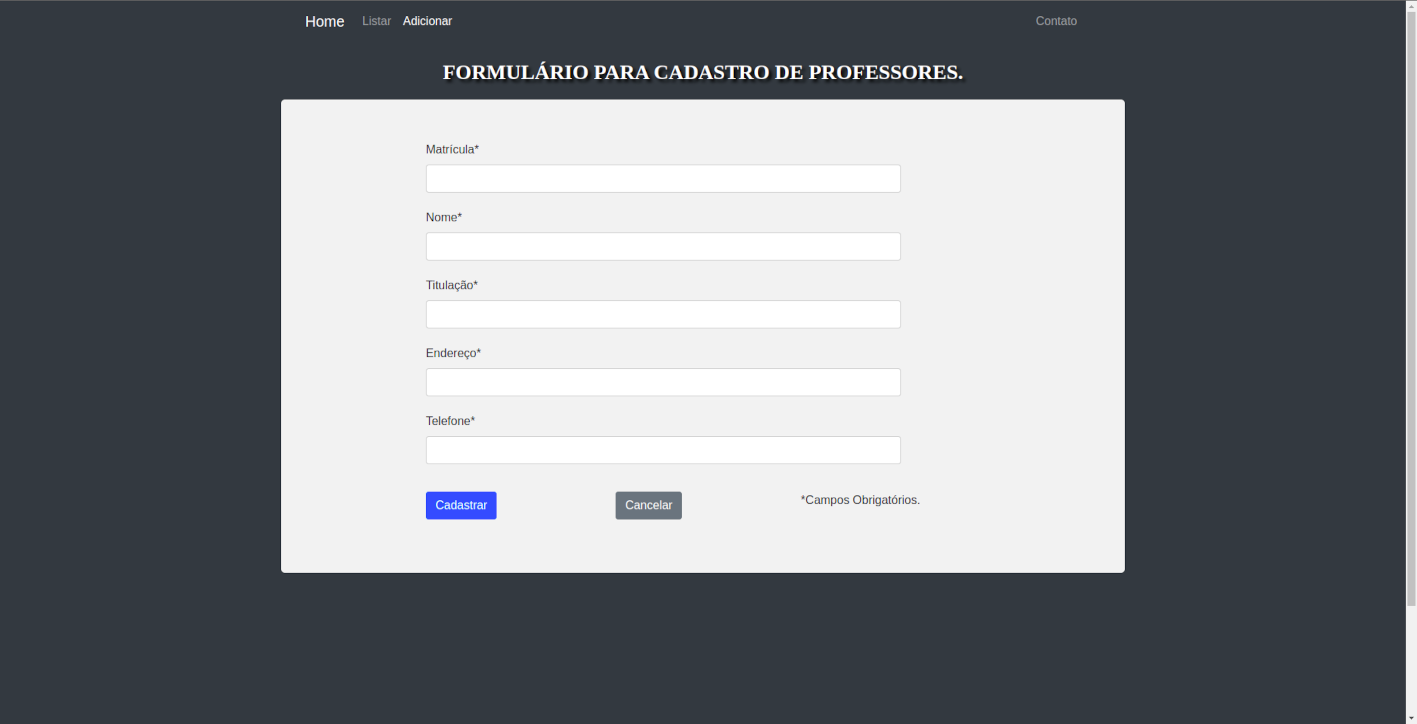 Home Listar Adicionar Contato
FORMULÁRIO PARA CADASTRO DE PROFESSORES.
Matrícula*
Nome*
Titulação*
Endereço*
Telefone*
Cadastrar Cancelar *Campos Obrigatórios.